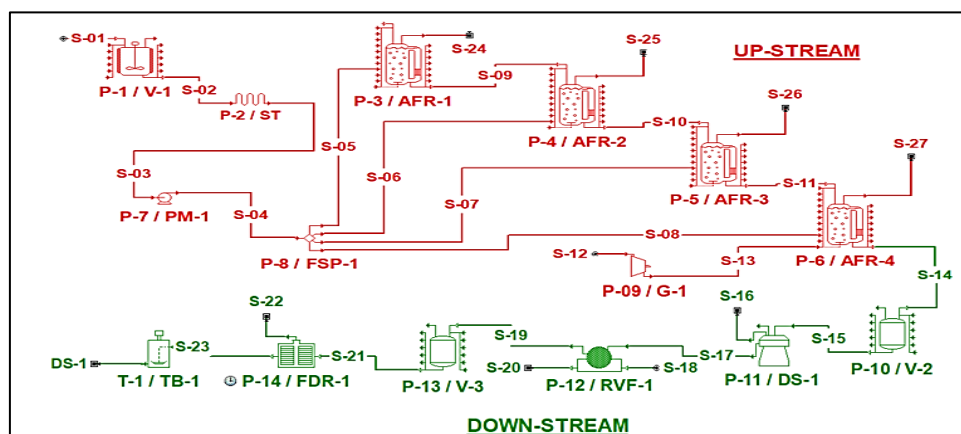 S-01
P-1 / V-1
S-02
P-2 / ST
S-03
P-7 / PM-1
S-04
P-8 / FSP-1
S-05
S-06
S-07
S-08
S-24
P-3 / AFR-1
S-09
S-25
P-4 / AFR-2
S-10
UP-STREAM
S-26
P-5 / AFR-3
S-11
S-27
P-6 / AFR-4
S-12
P-09 / G-1
S-13
S-14
P-10 / V-2
S-15
S-16
P-11 / DS-1
S-17
S-18
P-12 / RVF-1
S-20
S-19
P-13 / V-3
S-21
S-22
P-14 / FDR-1
S-23
T-1 / TB-1
DS-1
DOWN-STREAM